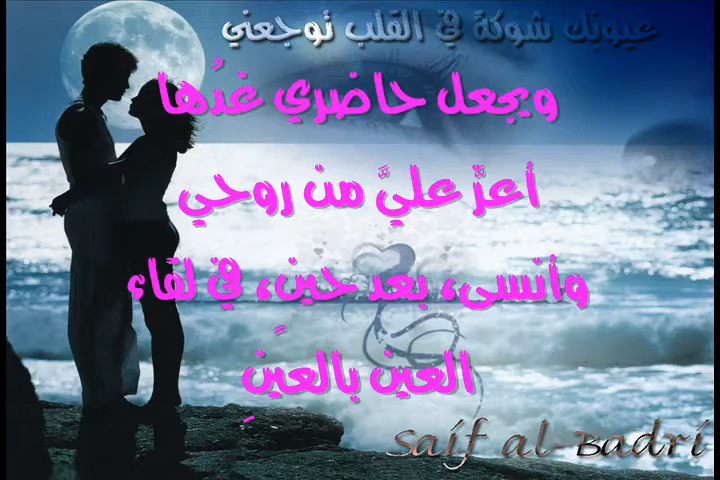 عيونك شوكة في القلب توجعني
ويجعل حاضري غدُها
أعزَّ عليَّ من روحي
وأنسى، بعد حينٍ، في لقاء
العين بالعينِ
Saif al-Badri